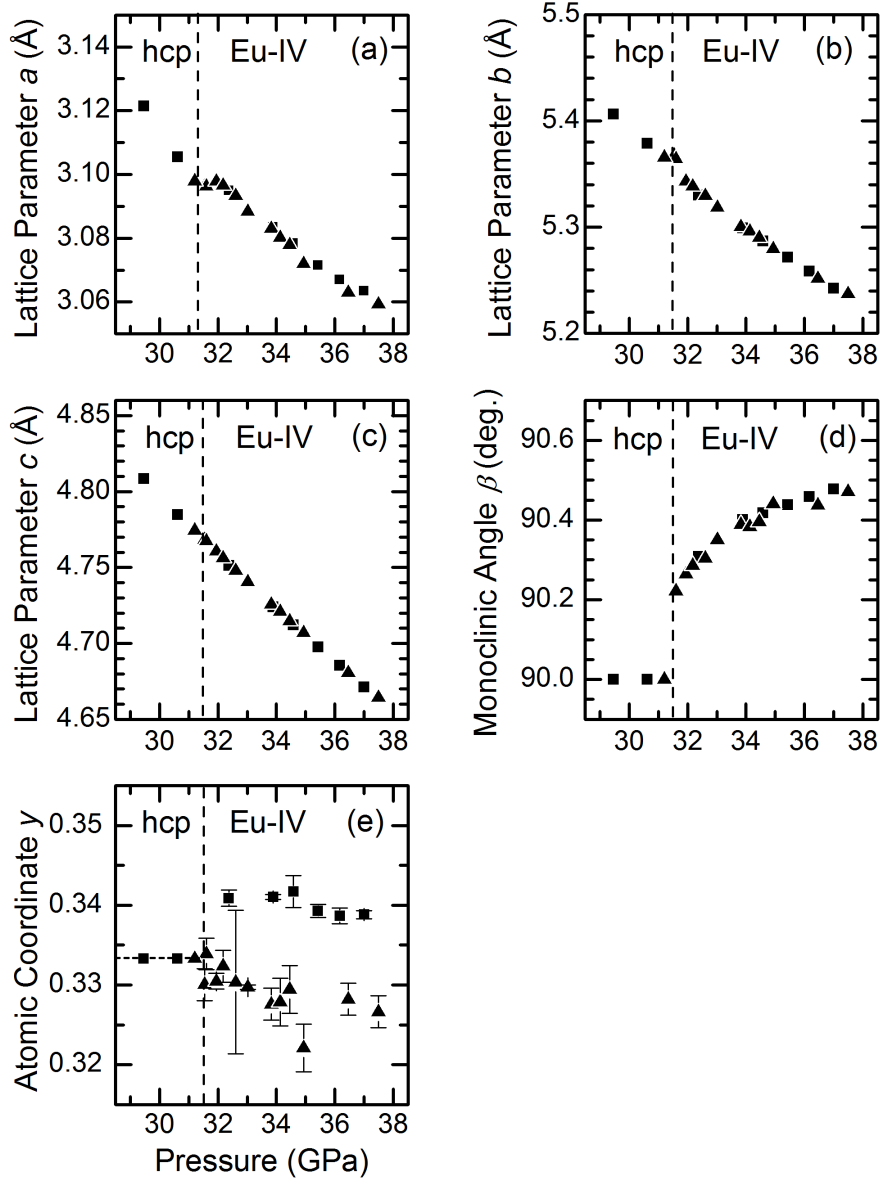 Lattice Parameter a (Å)
3.14
3.12
3.10
3.08
3.06
hcp
Eu-IV
(a)
30 32 34 36 38
Lattice Parameter b (Å)
5.5
5.4
5.3
5.2
hcp
Eu-IV
(b)
30 32 34 36 38
Lattice Parameter c (Å)
4.85
4.80
4.75
4.70
4.65
hcp
Eu-IV
(c)
30 32 34 36 38
Monoclinic Angle β (deg.)
90.6
90.4
90.2
90.0
hcp
Eu-IV
(d)
30 32 34 36 38
Atomic Coordinate y
0.35
0.34
0.33
0.32
hcp
Eu-IV
(e)
30 32 34 36 38
Pressure (GPa)